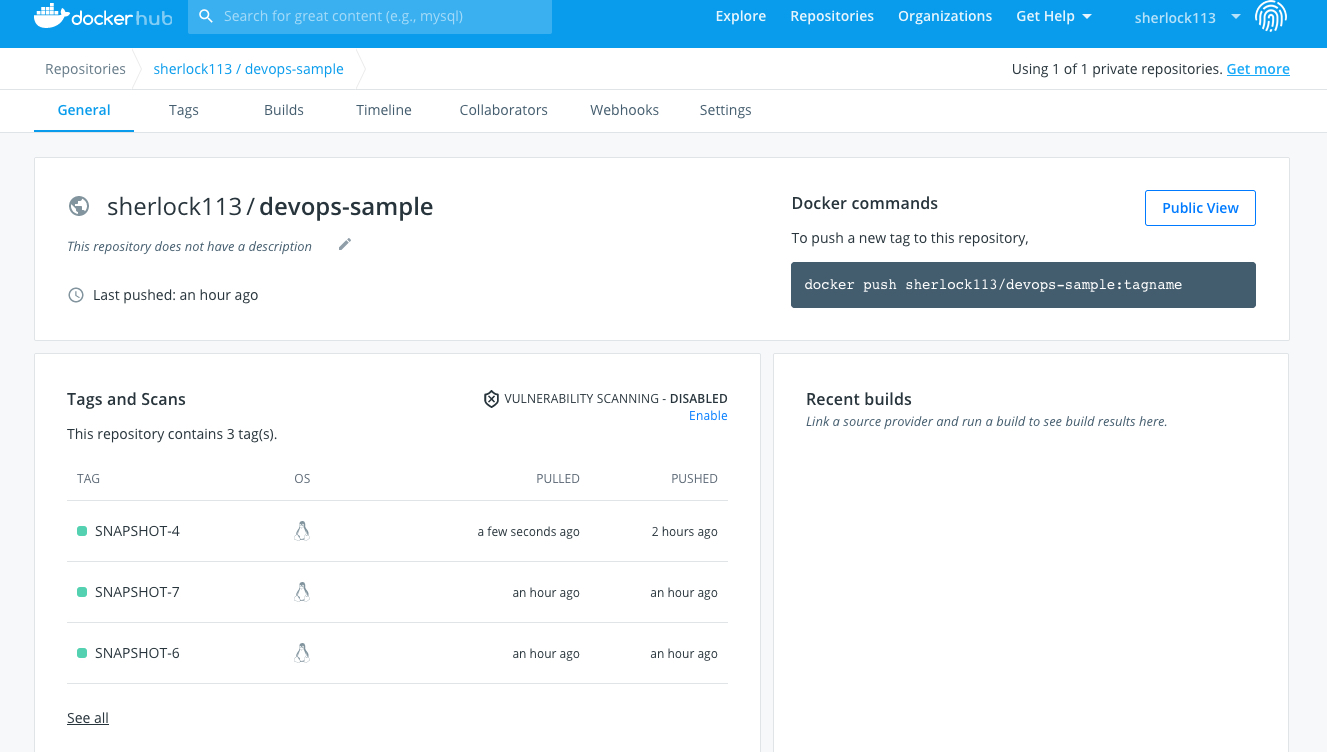 docker hub
Search for great content (e.g., mysql)
Explore Repositories Organizations Get Help sherlock113
Repositories sherlock113 / devops-sample Using 1 of 1 private repositories. Get more
General Tags Builds Timeline Collaborators Webhooks Settings
sherlock113 / devops-sample
This repository does not have a description
Last pushed: an hour ago
Docker commands
Public View
To push a new tag to this repository,
docker push sherlock113/devops-sample:tagname
Tags and Scans
VULNERABILITY SCANNING - DISABLED
Enable
This repository contains 3 tag(s).
TAG OS PULLED PUSHED
SNAPSHOT-4 a few seconds ago 2 hours ago
SNAPSHOT-7 an hour ago an hour ago
SNAPSHOT-6 an hour ago an hour ago
See all
Recent builds
Link a source provider and run a build to see build results here.